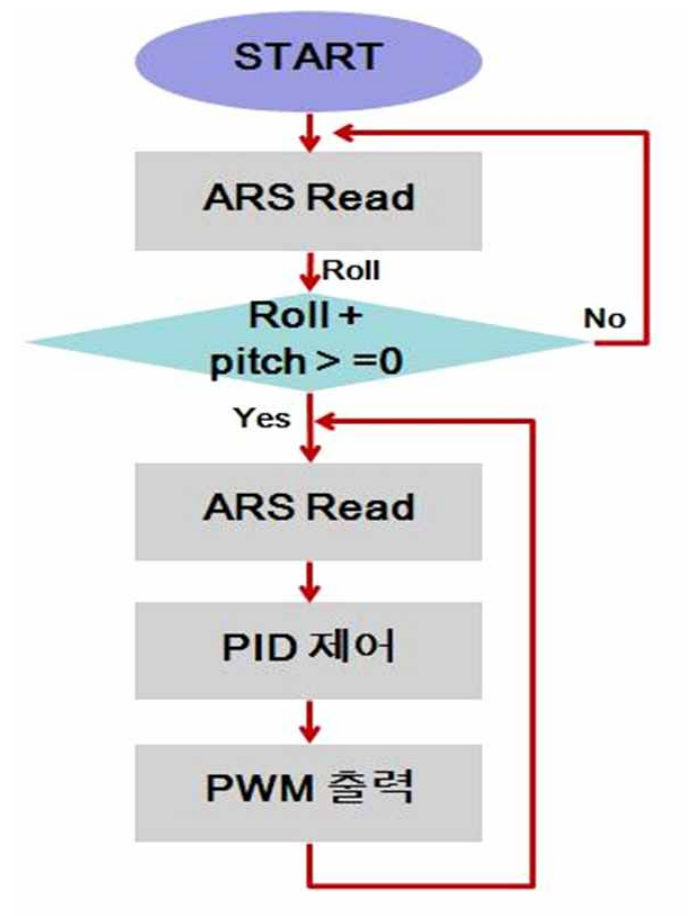 START
ARS Read
Roll
Roll +
pitch > =0
No
Yes
ARS Read
PID 제어
PWM 출력